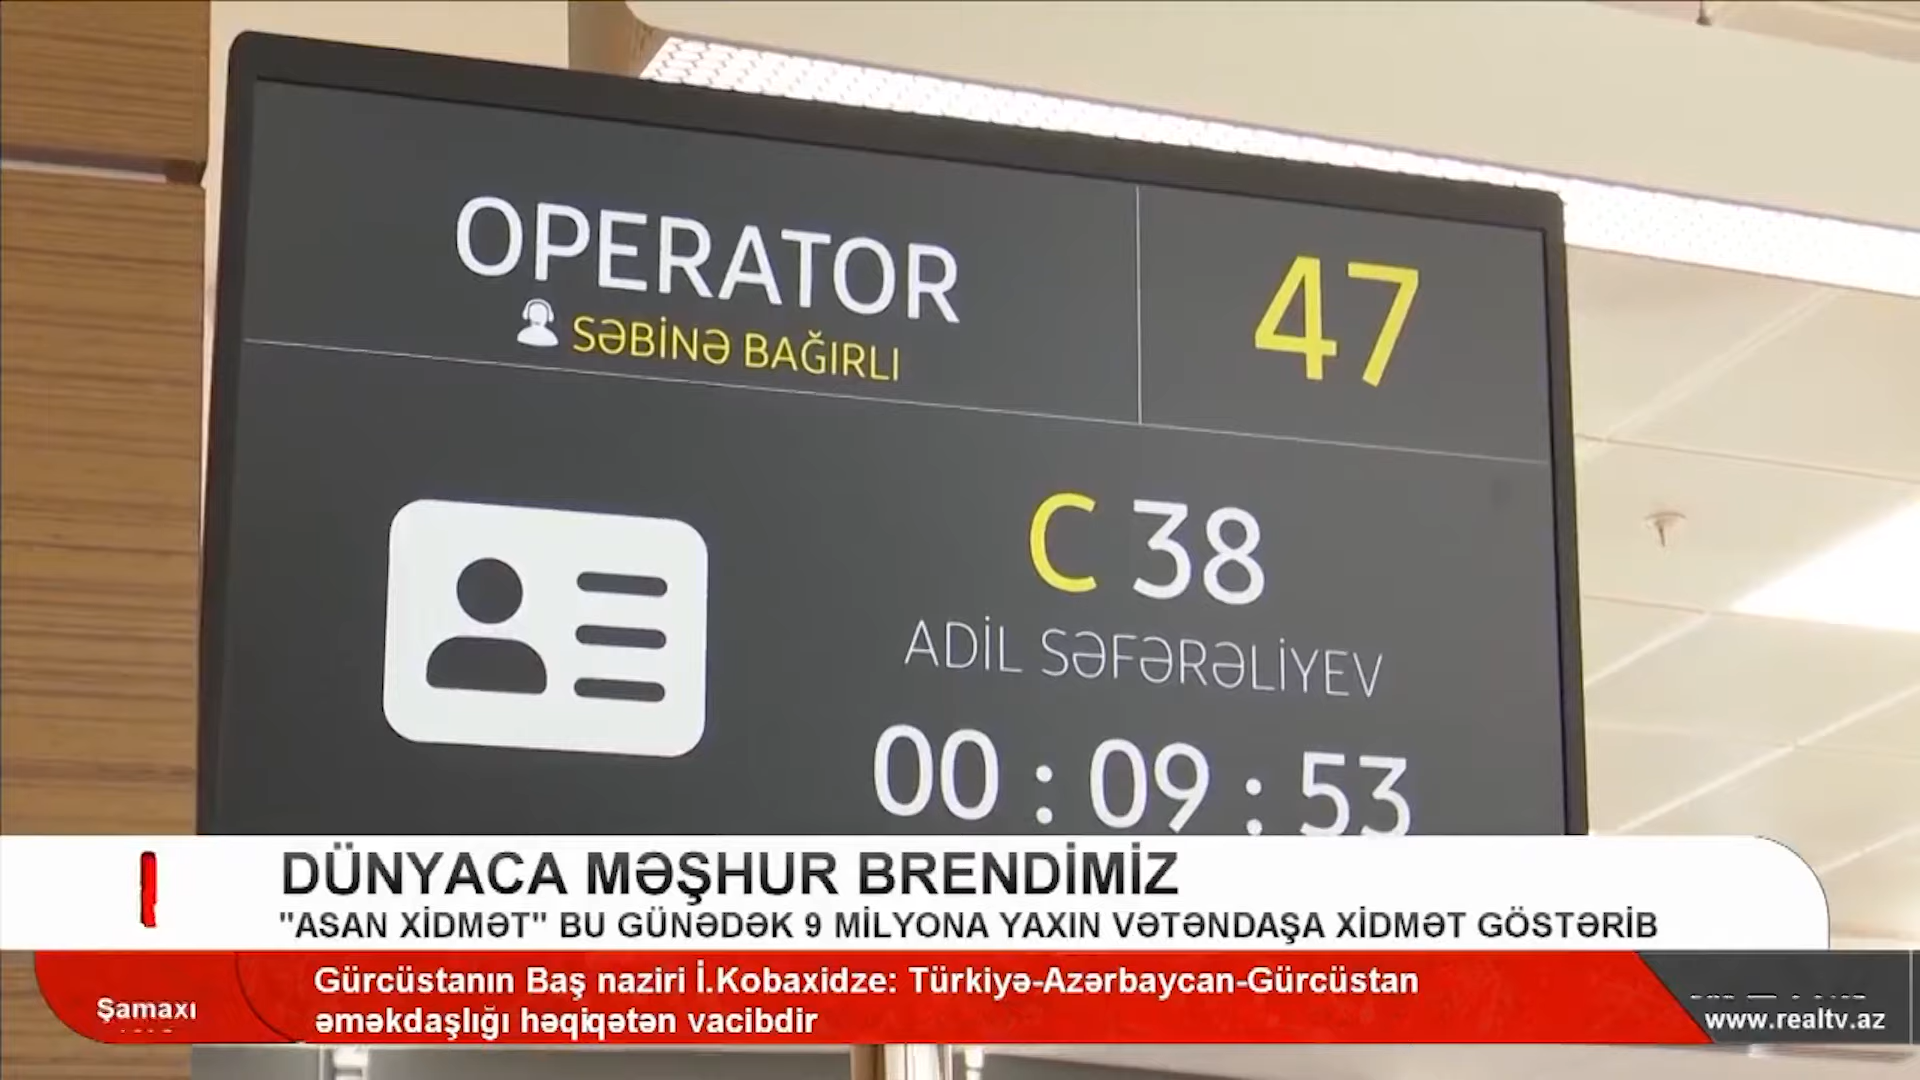 OPERATOR
SƏBİNƏ BAĞIRLI
47
C 38
ADİL SƏFƏRƏLİYEV
00 : 09 : 53
DÜNYACA MƏŞHUR BRENDİMİZ
"ASAN XİDMƏT" BU GÜNƏDƏK 9 MİLYONA YAXIN VƏTƏNDAŞA XİDMƏT GÖSTƏRİB
Gürcüstanın Baş naziri İ.Kobaxidze: Türkiyə-Azərbaycan-Gürcüstan
əməkdaşlığı həqiqətən vacibdir
Şamaxı
www.realtv.az